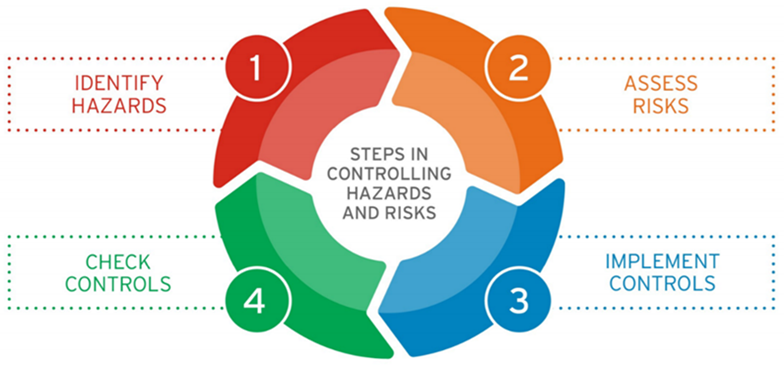 1
IDENTIFY
HAZARDS
2
ASSESS
RISKS
STEPS IN
CONTROLLING
HAZARDS
AND RISKS
3
IMPLEMENT
CONTROLS
4
CHECK
CONTROLS